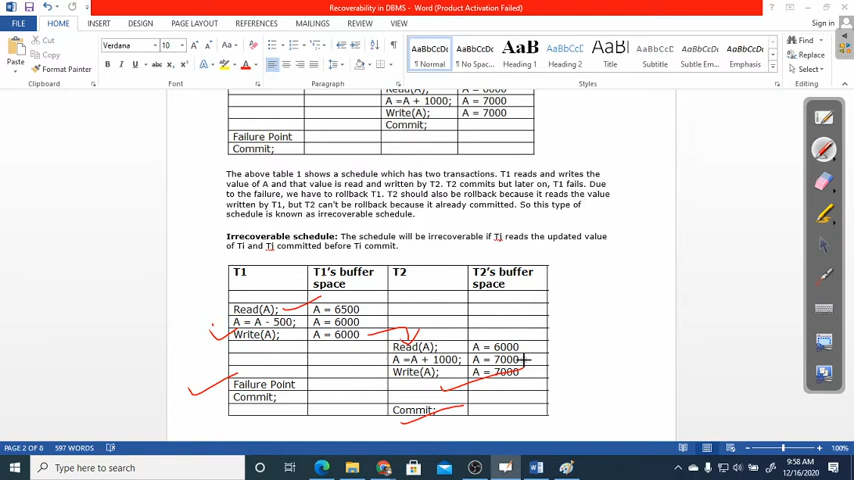 Recoverability in DBMS - Word (Product Activation Failed)
Sign in
FILE HOME INSERT DESIGN PAGE LAYOUT REFERENCES MAILINGS REVIEW VIEW
Cut
Copy
Format Painter
Paste
Clipboard
Verdana 10
Font
Paragraph
AaBbCcDc AaBbCcDc AaBb AaBbCc AaBl AaBbCcD AaBbCcDc AaBbCcDc
¶ Normal ¶ No Spac... Heading 1 Heading 2 Title Subtitle Subtle Em... Emphasis
Styles
Find
Replace
Select
Editing
A =A + 1000; A = 7000
Write(A); A = 7000
Commit;
Failure Point
Commit;
The above table 1 shows a schedule which has two transactions. T1 reads and writes the
value of A and that value is read and written by T2. T2 commits but later on, T1 fails. Due
to the failure, we have to rollback T1. T2 should also be rollback because it reads the value
written by T1, but T2 can't be rollback because it already committed. So this type of
schedule is known as irrecoverable schedule.
Irrecoverable schedule: The schedule will be irrecoverable if Tj reads the updated value
of Ti and Tj committed before Ti commit.
T1 T1's buffer space T2 T2's buffer space
Read(A); A = 6500
A = A - 500; A = 6000
Write(A); A = 6000
Read(A); A = 6000
A =A + 1000; A = 7000
Write(A); A = 7000
Failure Point
Commit;
Commit;
PAGE 2 OF 8 597 WORDS
100%
Type here to search
9:58 AM
12/16/2020